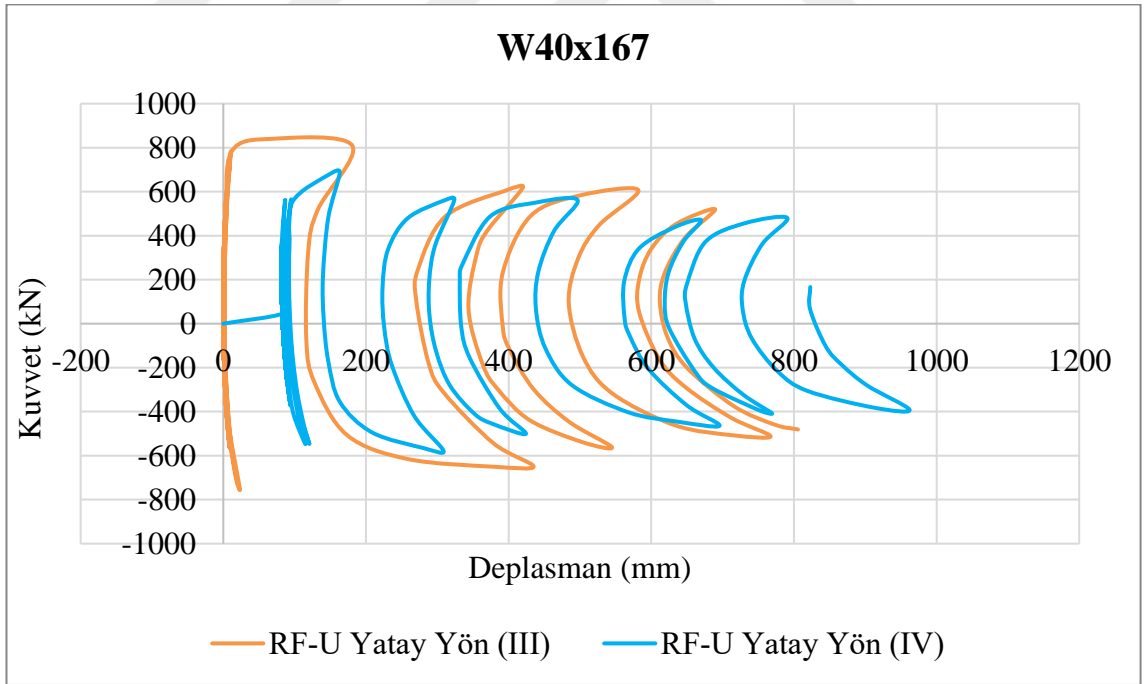 W40x167
1000
800
600
400
200
0
-200
-400
-600
-800
-1000
-200 0 200 400 600 800 1000 1200
Kuvvet (kN)
Deplasman (mm)
RF-U Yatay Yön (III) RF-U Yatay Yön (IV)